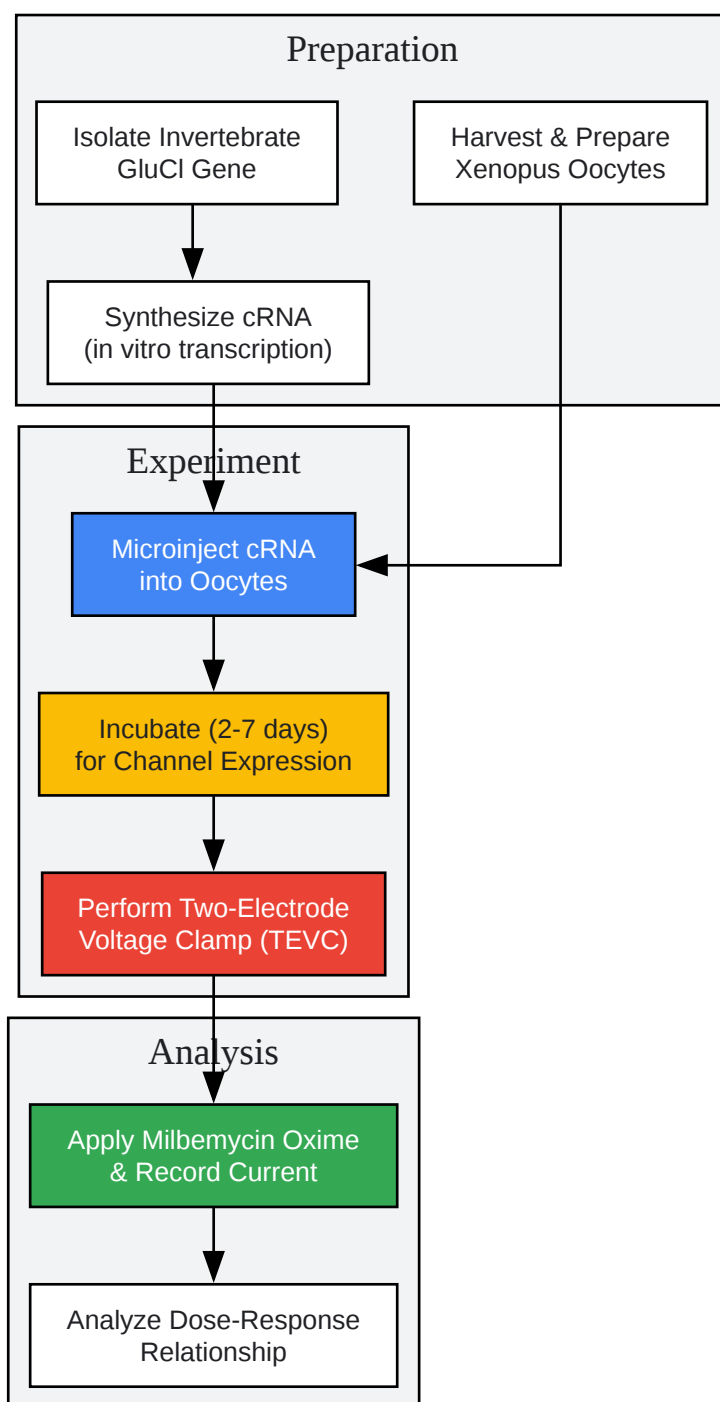 Preparation
Isolate Invertebrate
GluCl Gene
Harvest & Prepare
Xenopus Oocytes
Synthesize cRNA
(in vitro transcription)
Experiment
Microinject cRNA
into Oocytes
Incubate (2-7 days)
for Channel Expression
Perform Two-Electrode
Voltage Clamp (TEVC)
Analysis
Apply Milbemycin Oxime
& Record Current
Analyze Dose-Response
Relationship